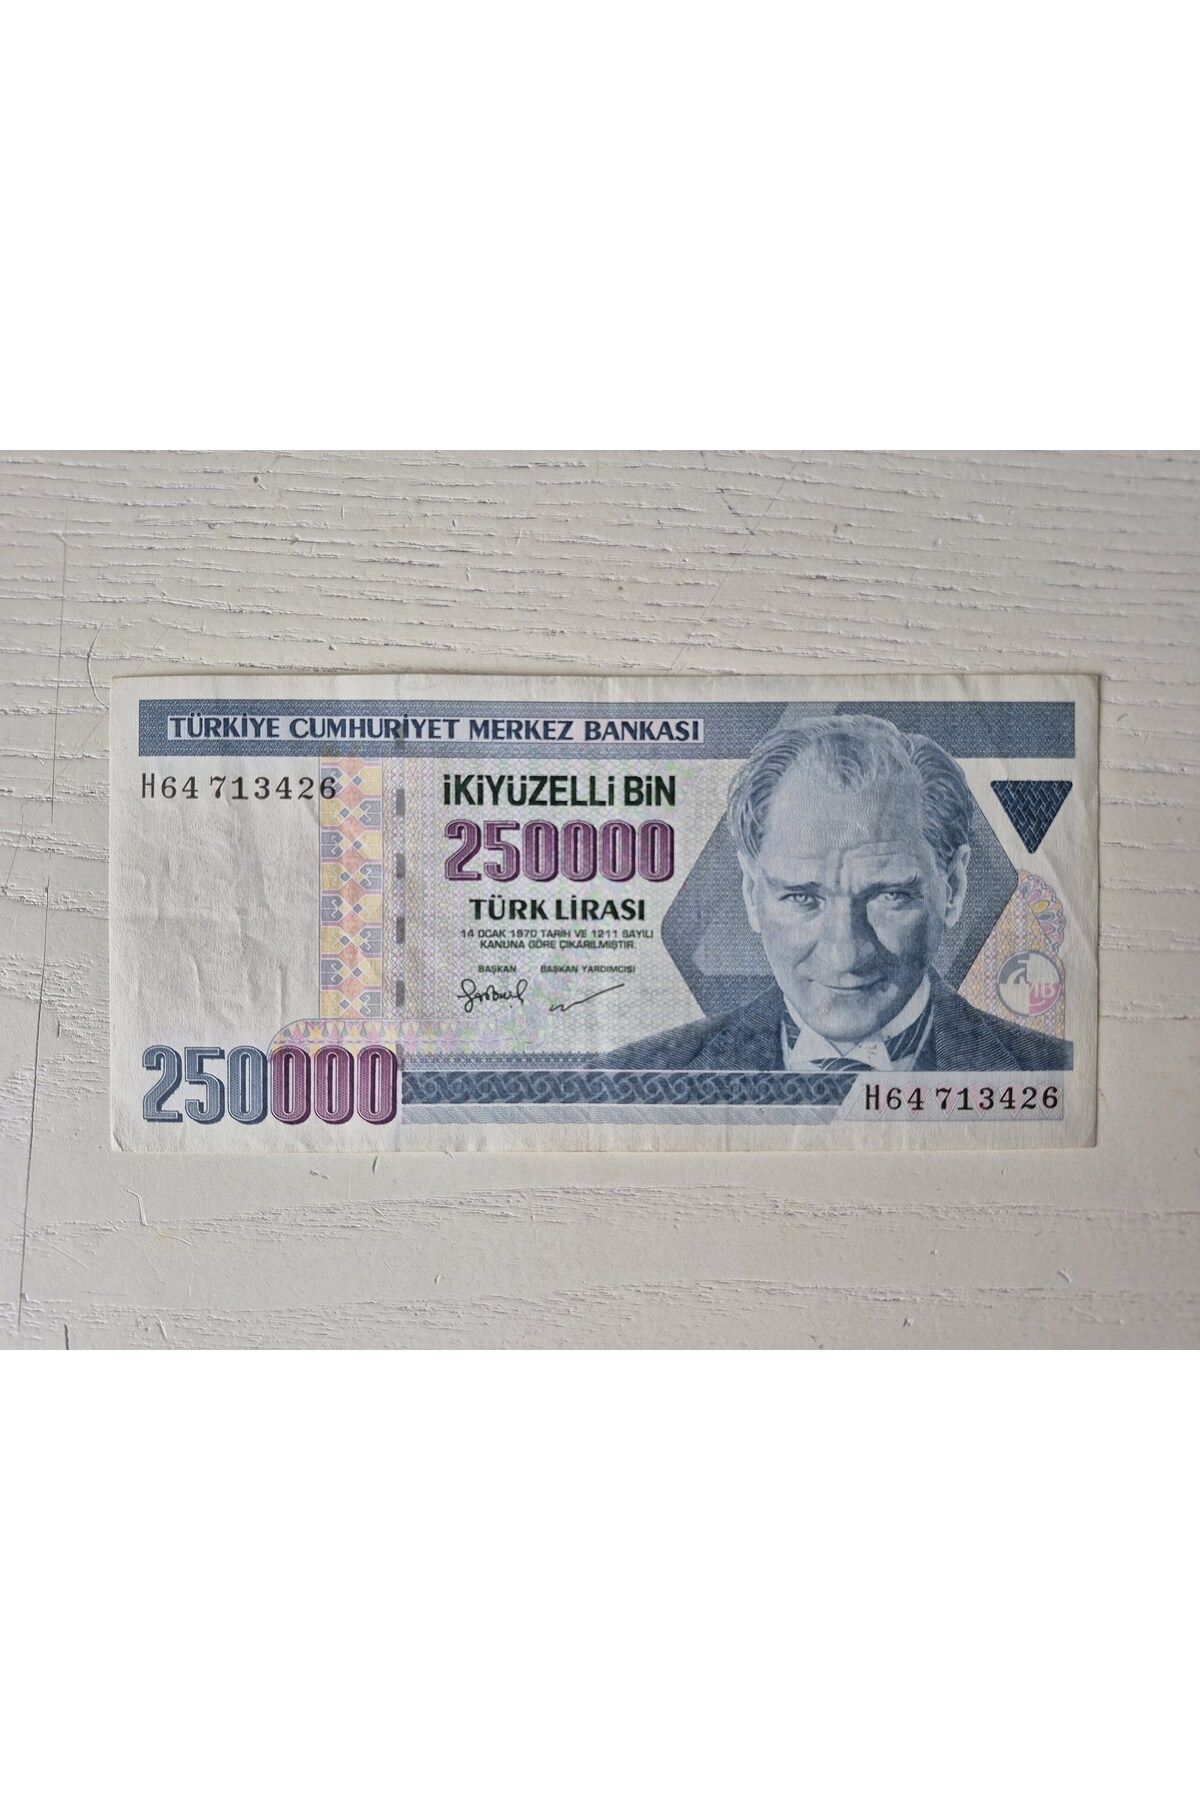 TÜRKİYE CUMHURİYET MERKEZ BANKASI
H64 713426
İKİYÜZELLİ BİN
250000
TÜRK LİRASI
14 OCAK 1970 TARİH VE 1211 SAYILI
KANUNA GÖRE ÇIKARILMIŞTIR.
BAŞKAN BAŞKAN YARDIMCISI
250000
H64 713426